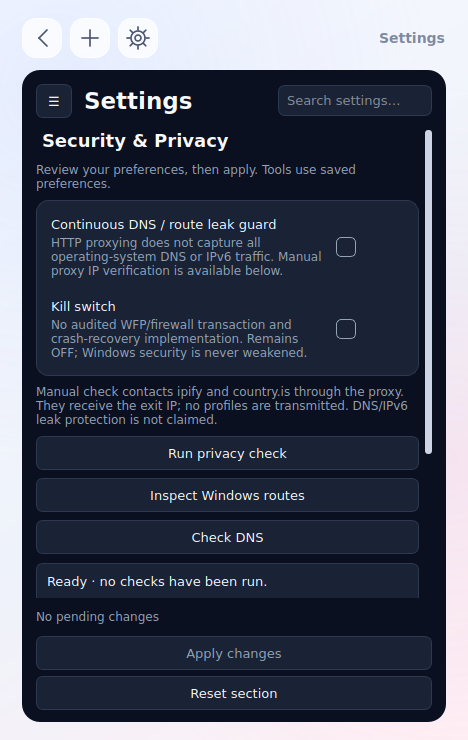 Settings
☰ Settings
Search settings...
Security & Privacy
Review your preferences, then apply. Tools use saved
preferences.
Continuous DNS / route leak guard
HTTP proxying does not capture all
operating-system DNS or IPv6 traffic. Manual
proxy IP verification is available below.
Kill switch
No audited WFP/firewall transaction and
crash-recovery implementation. Remains
OFF; Windows security is never weakened.
Manual check contacts ipify and country.is through the proxy.
They receive the exit IP; no profiles are transmitted. DNS/IPv6
leak protection is not claimed.
Run privacy check
Inspect Windows routes
Check DNS
Ready · no checks have been run.
No pending changes
Apply changes
Reset section